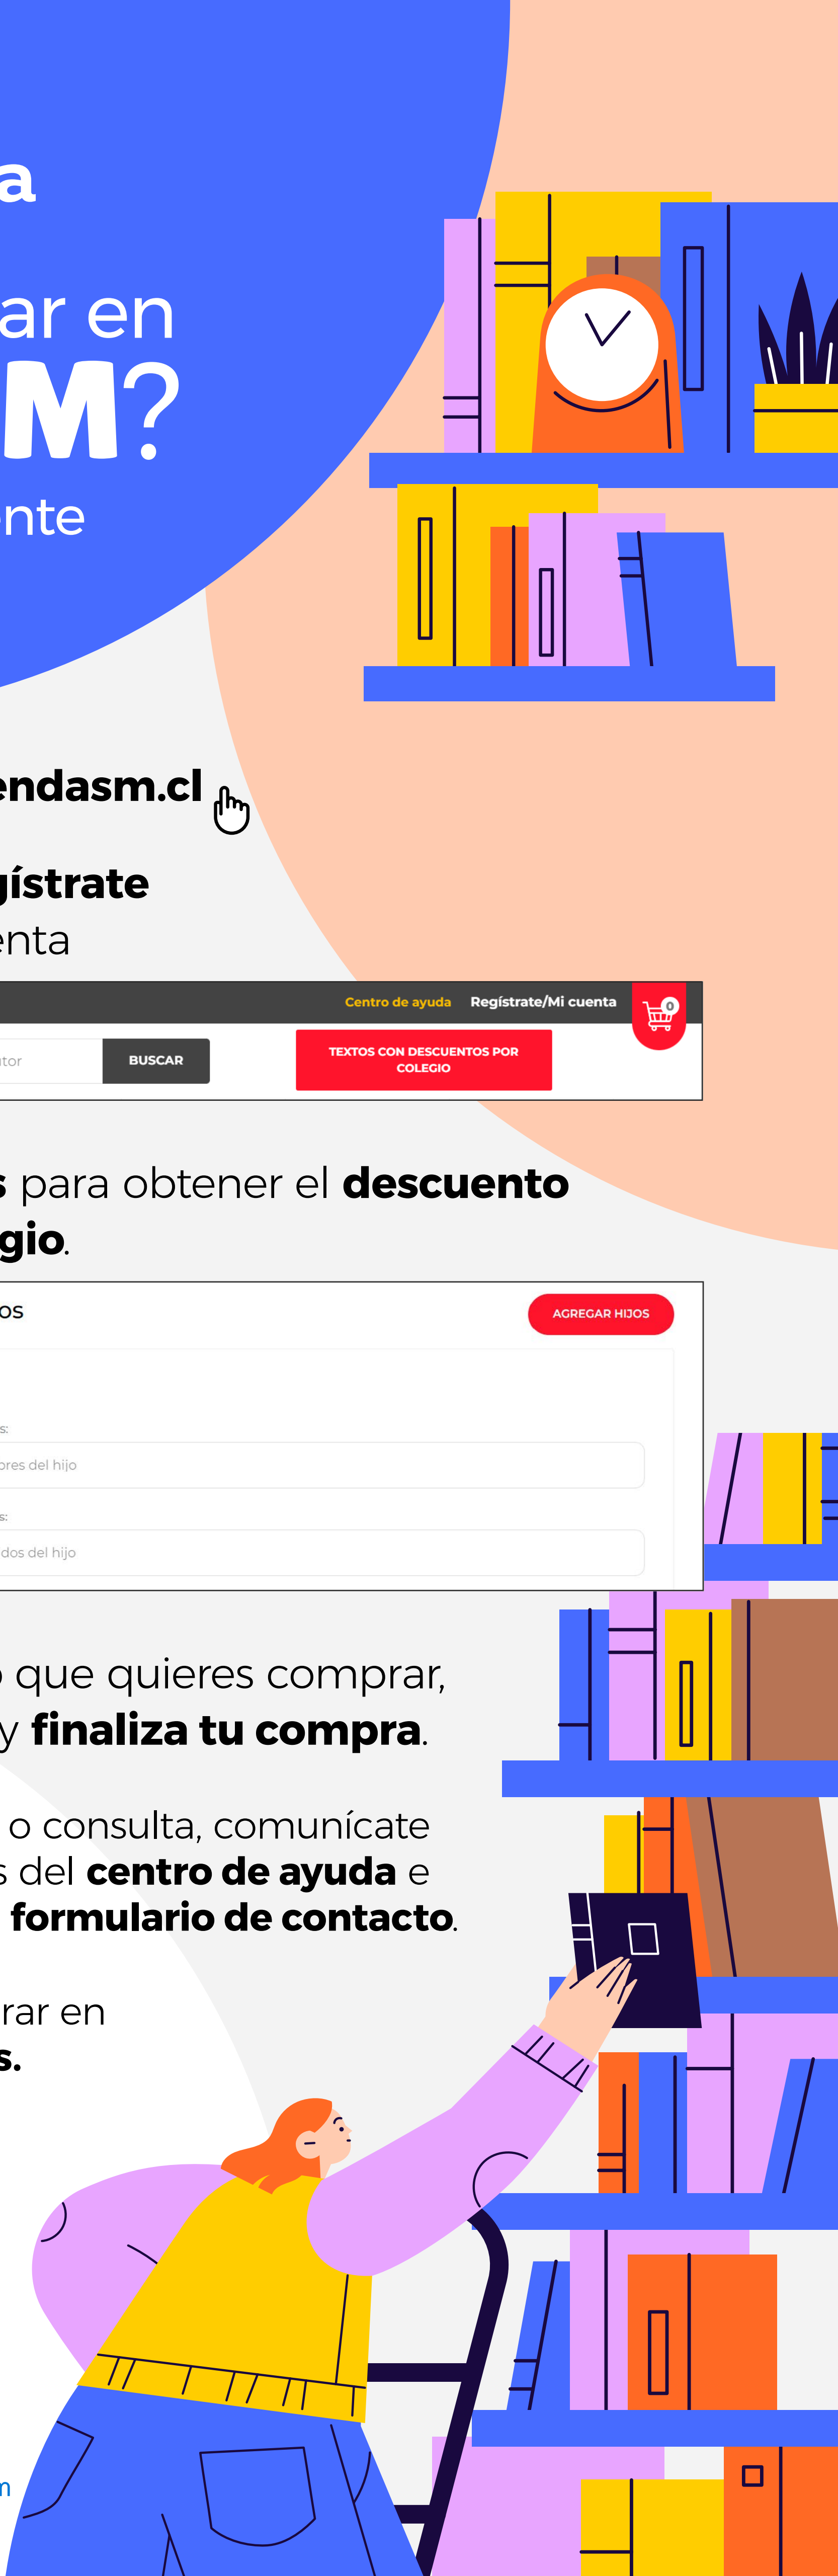 a
ar en
M?
nte
endasm.cl
gístrate
enta
Centro de ayuda Regístrate/Mi cuenta 0
utor BUSCAR TEXTOS CON DESCUENTOS POR
COLEGIO
s para obtener el descuento
gio.
OS AGREGAR HIJOS
s:
bres del hijo
s:
dos del hijo
o que quieres comprar,
y finaliza tu compra.
o consulta, comunícate
s del centro de ayuda e
formulario de contacto.
rar en
s.
m